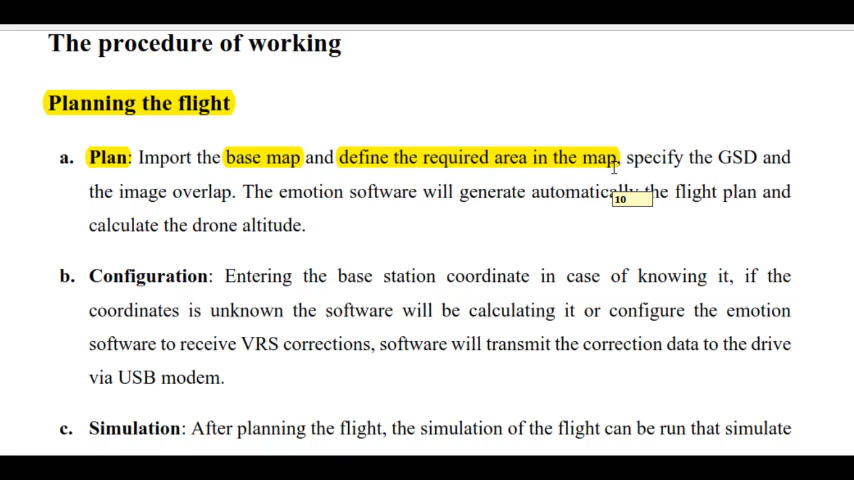 The procedure of working
Planning the flight
a. Plan: Import the base map and define the required area in the map, specify the GSD and
the image overlap. The emotion software will generate automatically the flight plan and
10
calculate the drone altitude.
b. Configuration: Entering the base station coordinate in case of knowing it, if the
coordinates is unknown the software will be calculating it or configure the emotion
software to receive VRS corrections, software will transmit the correction data to the drive
via USB modem.
c. Simulation: After planning the flight, the simulation of the flight can be run that simulate